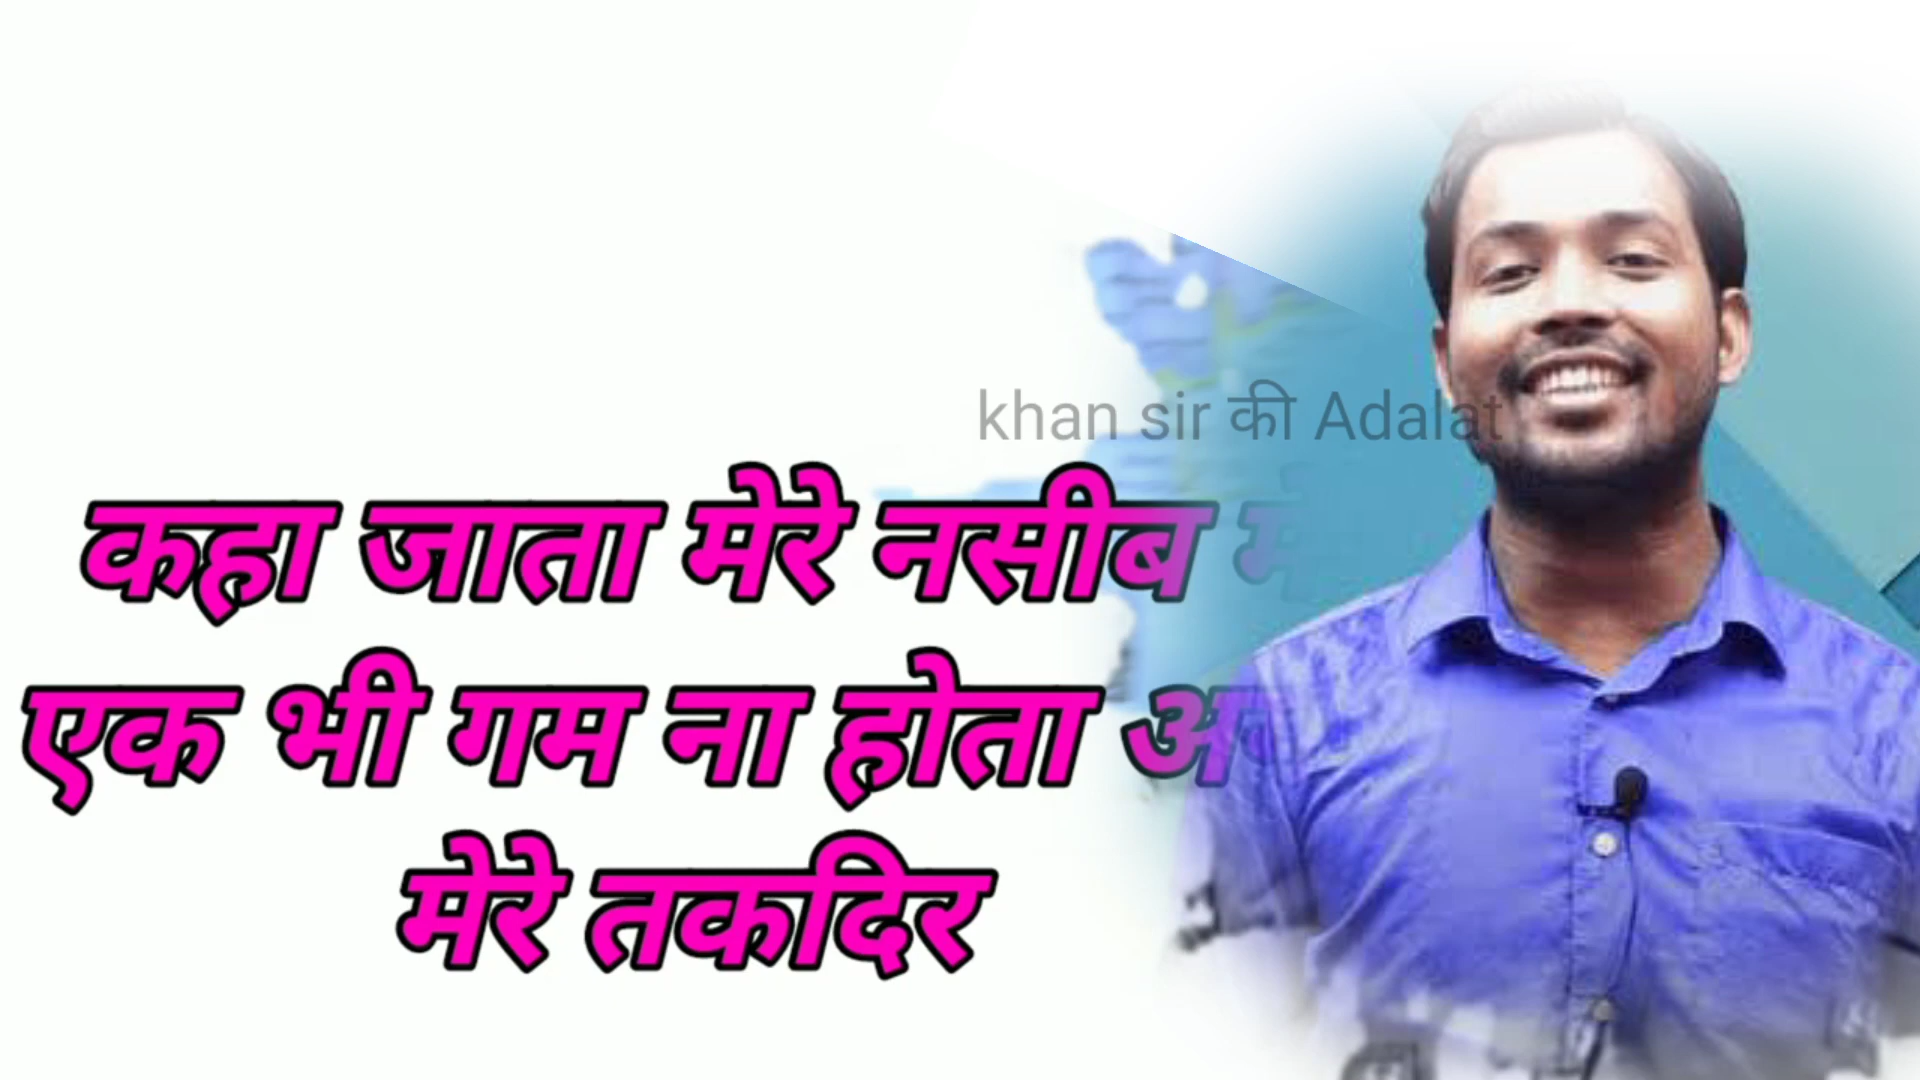 khan sir की Adalat
कहा जाता मेरे नसीब में
एक भी गम ना होता
मेरे तकदिर